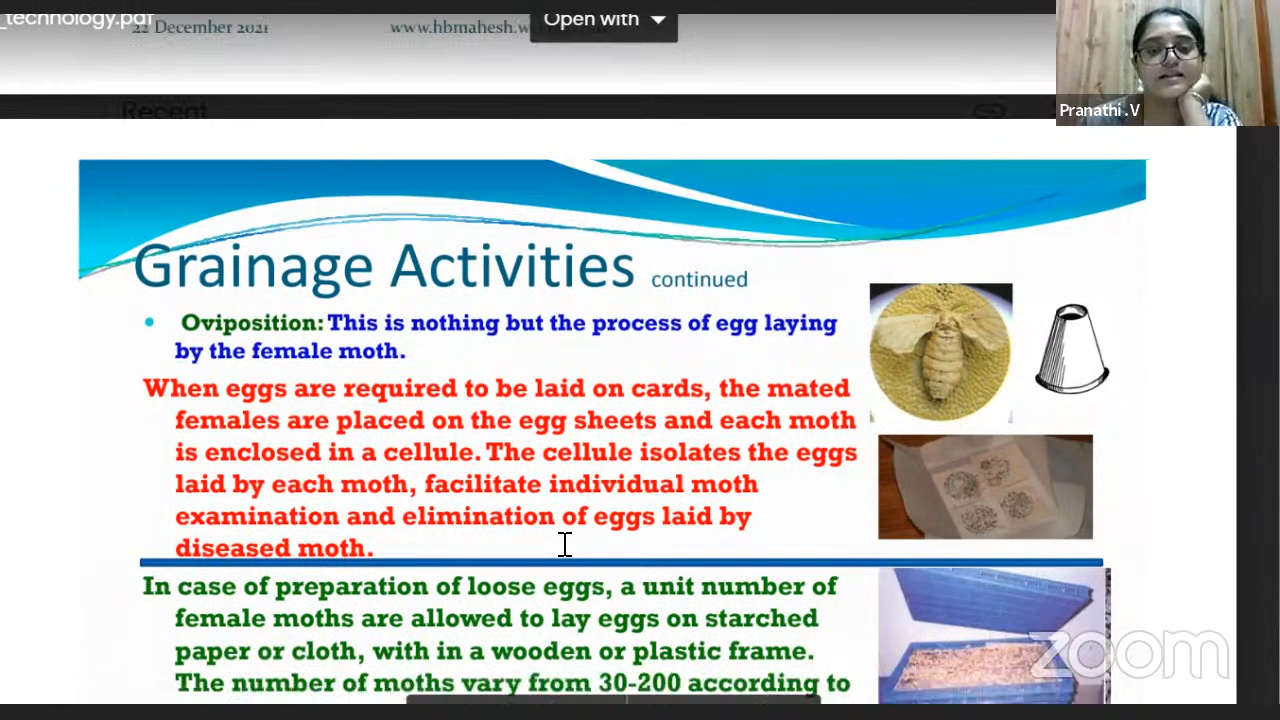 _technology.pdf
Open with
22 December 2021
www.hbmahesh.w
Recent
Pranathi .V
Grainage Activities continued
• Oviposition: This is nothing but the process of egg laying
by the female moth.
When eggs are required to be laid on cards, the mated
females are placed on the egg sheets and each moth
is enclosed in a cellule. The cellule isolates the eggs
laid by each moth, facilitate individual moth
examination and elimination of eggs laid by
diseased moth.
In case of preparation of loose eggs, a unit number of
female moths are allowed to lay eggs on starched
paper or cloth, with in a wooden or plastic frame.
The number of moths vary from 30-200 according to
zoom